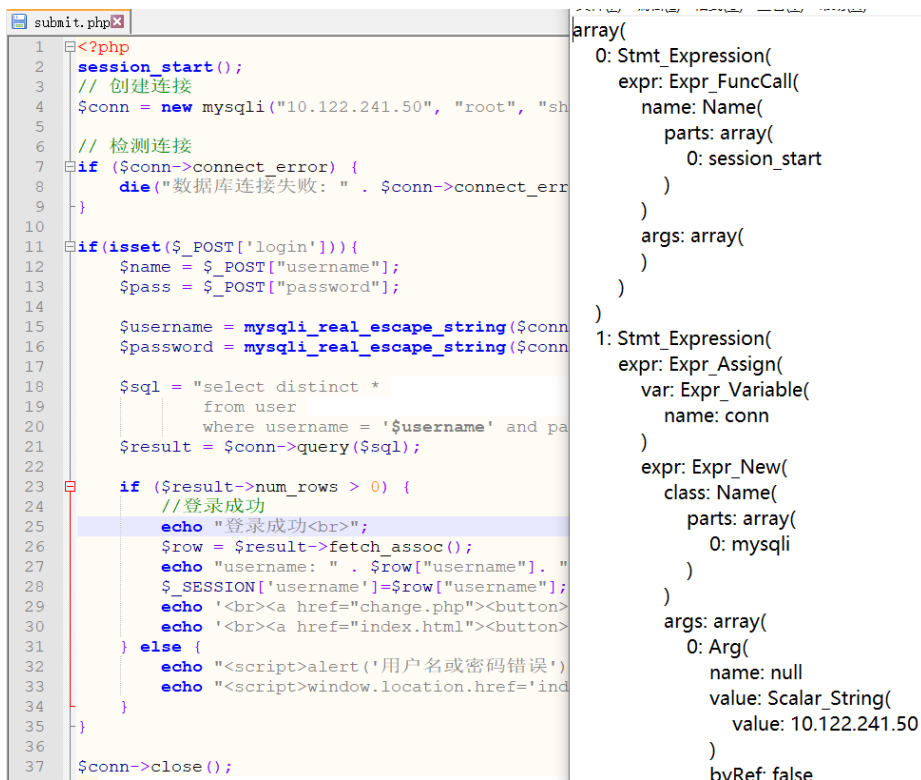 submit.php
1 <?php
2 session_start();
3 // 创建连接
4 $conn = new mysqli("10.122.241.50", "root", "sh
5
6 // 检测连接
7 if ($conn->connect_error) {
8 die("数据库连接失败: " . $conn->connect_err
9 }
10
11 if(isset($_POST['login'])){
12 $name = $_POST["username"];
13 $pass = $_POST["password"];
14
15 $username = mysqli_real_escape_string($conn
16 $password = mysqli_real_escape_string($conn
17
18 $sql = "select distinct *
19 from user
20 where username = '$username' and pa
21 $result = $conn->query($sql);
22
23 if ($result->num_rows > 0) {
24 //登录成功
25 echo "登录成功<br>";
26 $row = $result->fetch_assoc();
27 echo "username: " . $row["username"]. "
28 $_SESSION['username']=$row["username"];
29 echo '<br><a href="change.php"><button>
30 echo '<br><a href="index.html"><button>
31 } else {
32 echo "<script>alert('用户名或密码错误')
33 echo "<script>window.location.href='ind
34 }
35 }
36
37 $conn->close();
array(
0: Stmt_Expression(
expr: Expr_FuncCall(
name: Name(
parts: array(
0: session_start
)
)
args: array(
)
)
)
1: Stmt_Expression(
expr: Expr_Assign(
var: Expr_Variable(
name: conn
)
expr: Expr_New(
class: Name(
parts: array(
0: mysqli
)
)
args: array(
0: Arg(
name: null
value: Scalar_String(
value: 10.122.241.50
)
byRef: false